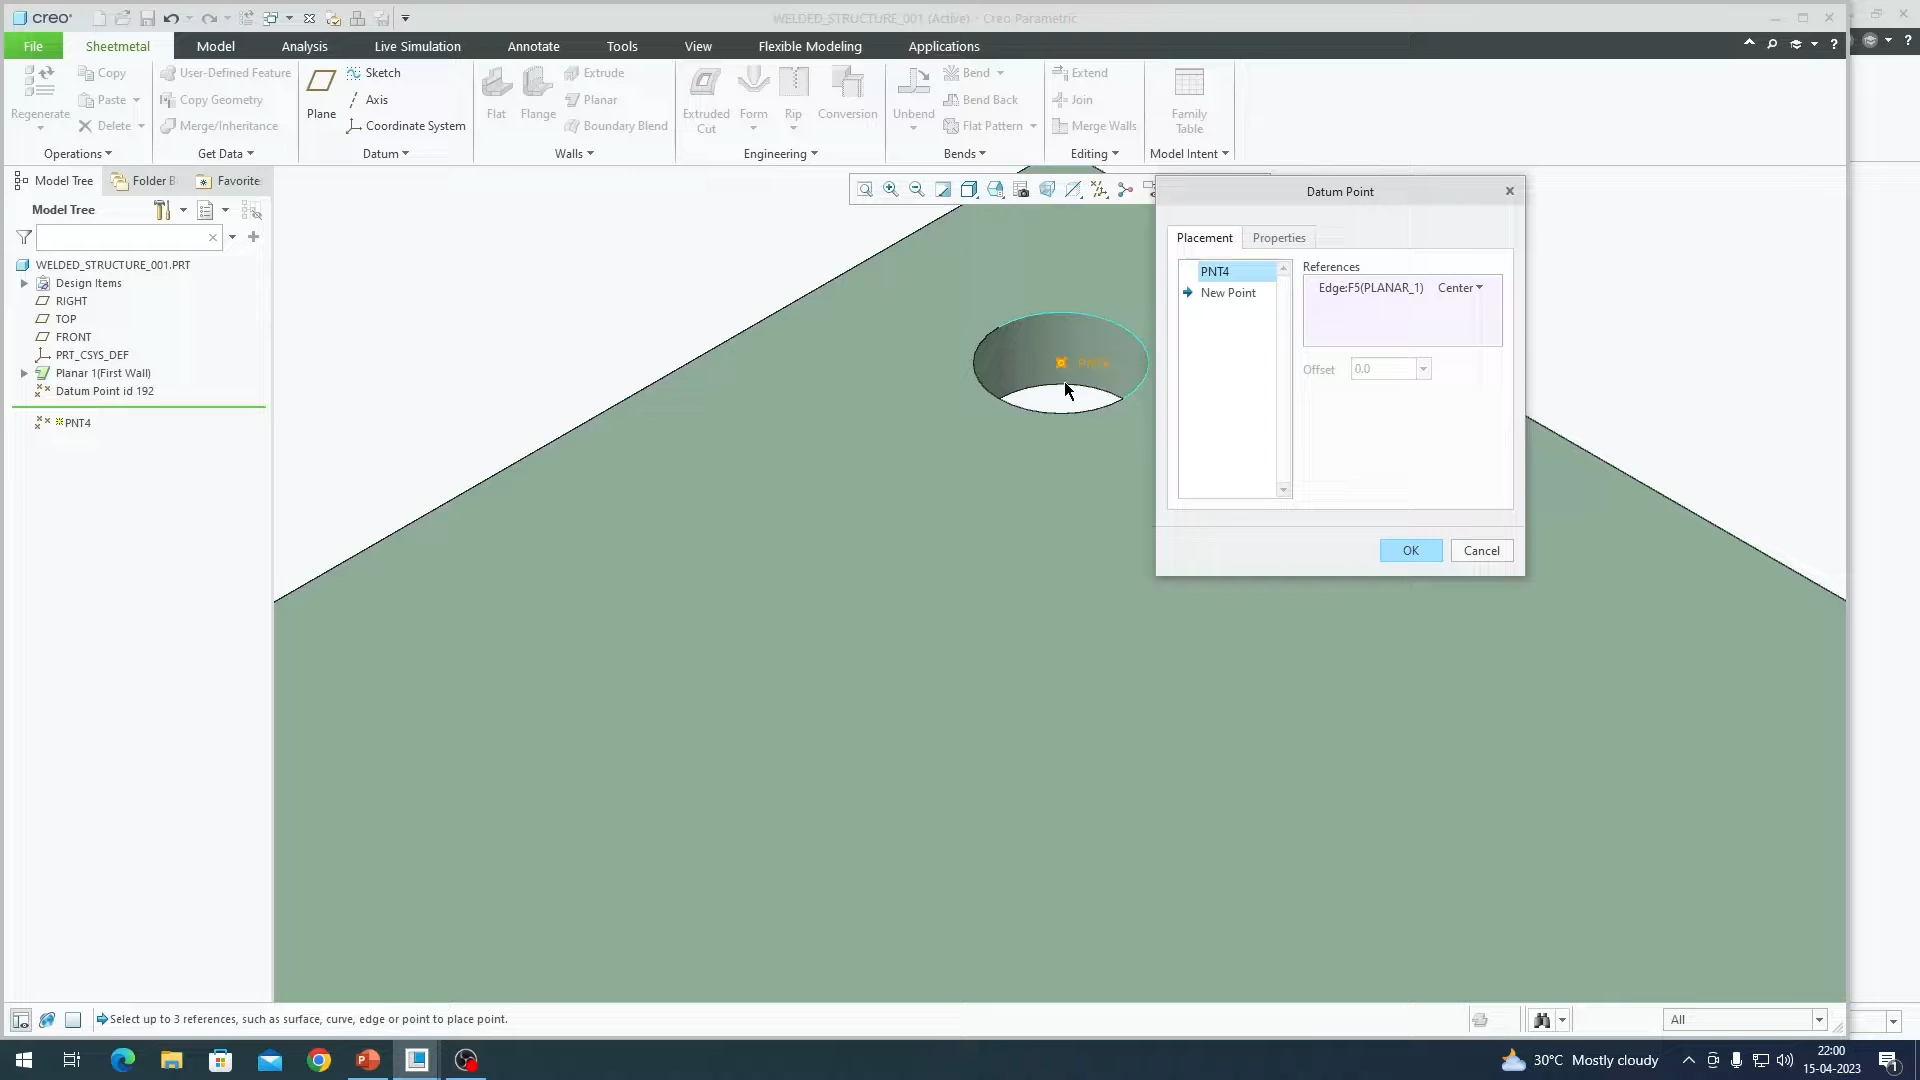 creo®
WELDED_STRUCTURE_001 (Active) - Creo Parametric
File Sheetmetal Model Analysis Live Simulation Annotate Tools View Flexible Modeling Applications
Regenerate
Copy
Paste
Delete
Operations
User-Defined Feature
Copy Geometry
Merge/Inheritance
Get Data
Plane
Sketch
Axis
Coordinate System
Datum
Flat
Flange
Extrude
Planar
Boundary Blend
Walls
Extruded
Cut
Form
Rip
Conversion
Engineering
Unbend
Bend
Bend Back
Flat Pattern
Bends
Extend
Join
Merge Walls
Editing
Family
Table
Model Intent
Model Tree Folder B Favorite
Model Tree
WELDED_STRUCTURE_001.PRT
Design Items
RIGHT
TOP
FRONT
PRT_CSYS_DEF
Planar 1(First Wall)
Datum Point id 192
PNT4
Datum Point
Placement Properties
PNT4
New Point
References
Edge:F5(PLANAR_1) Center
Offset 0.0
OK Cancel
Select up to 3 references, such as surface, curve, edge or point to place point.
All
30°C Mostly cloudy
22:00
15-04-2023
1